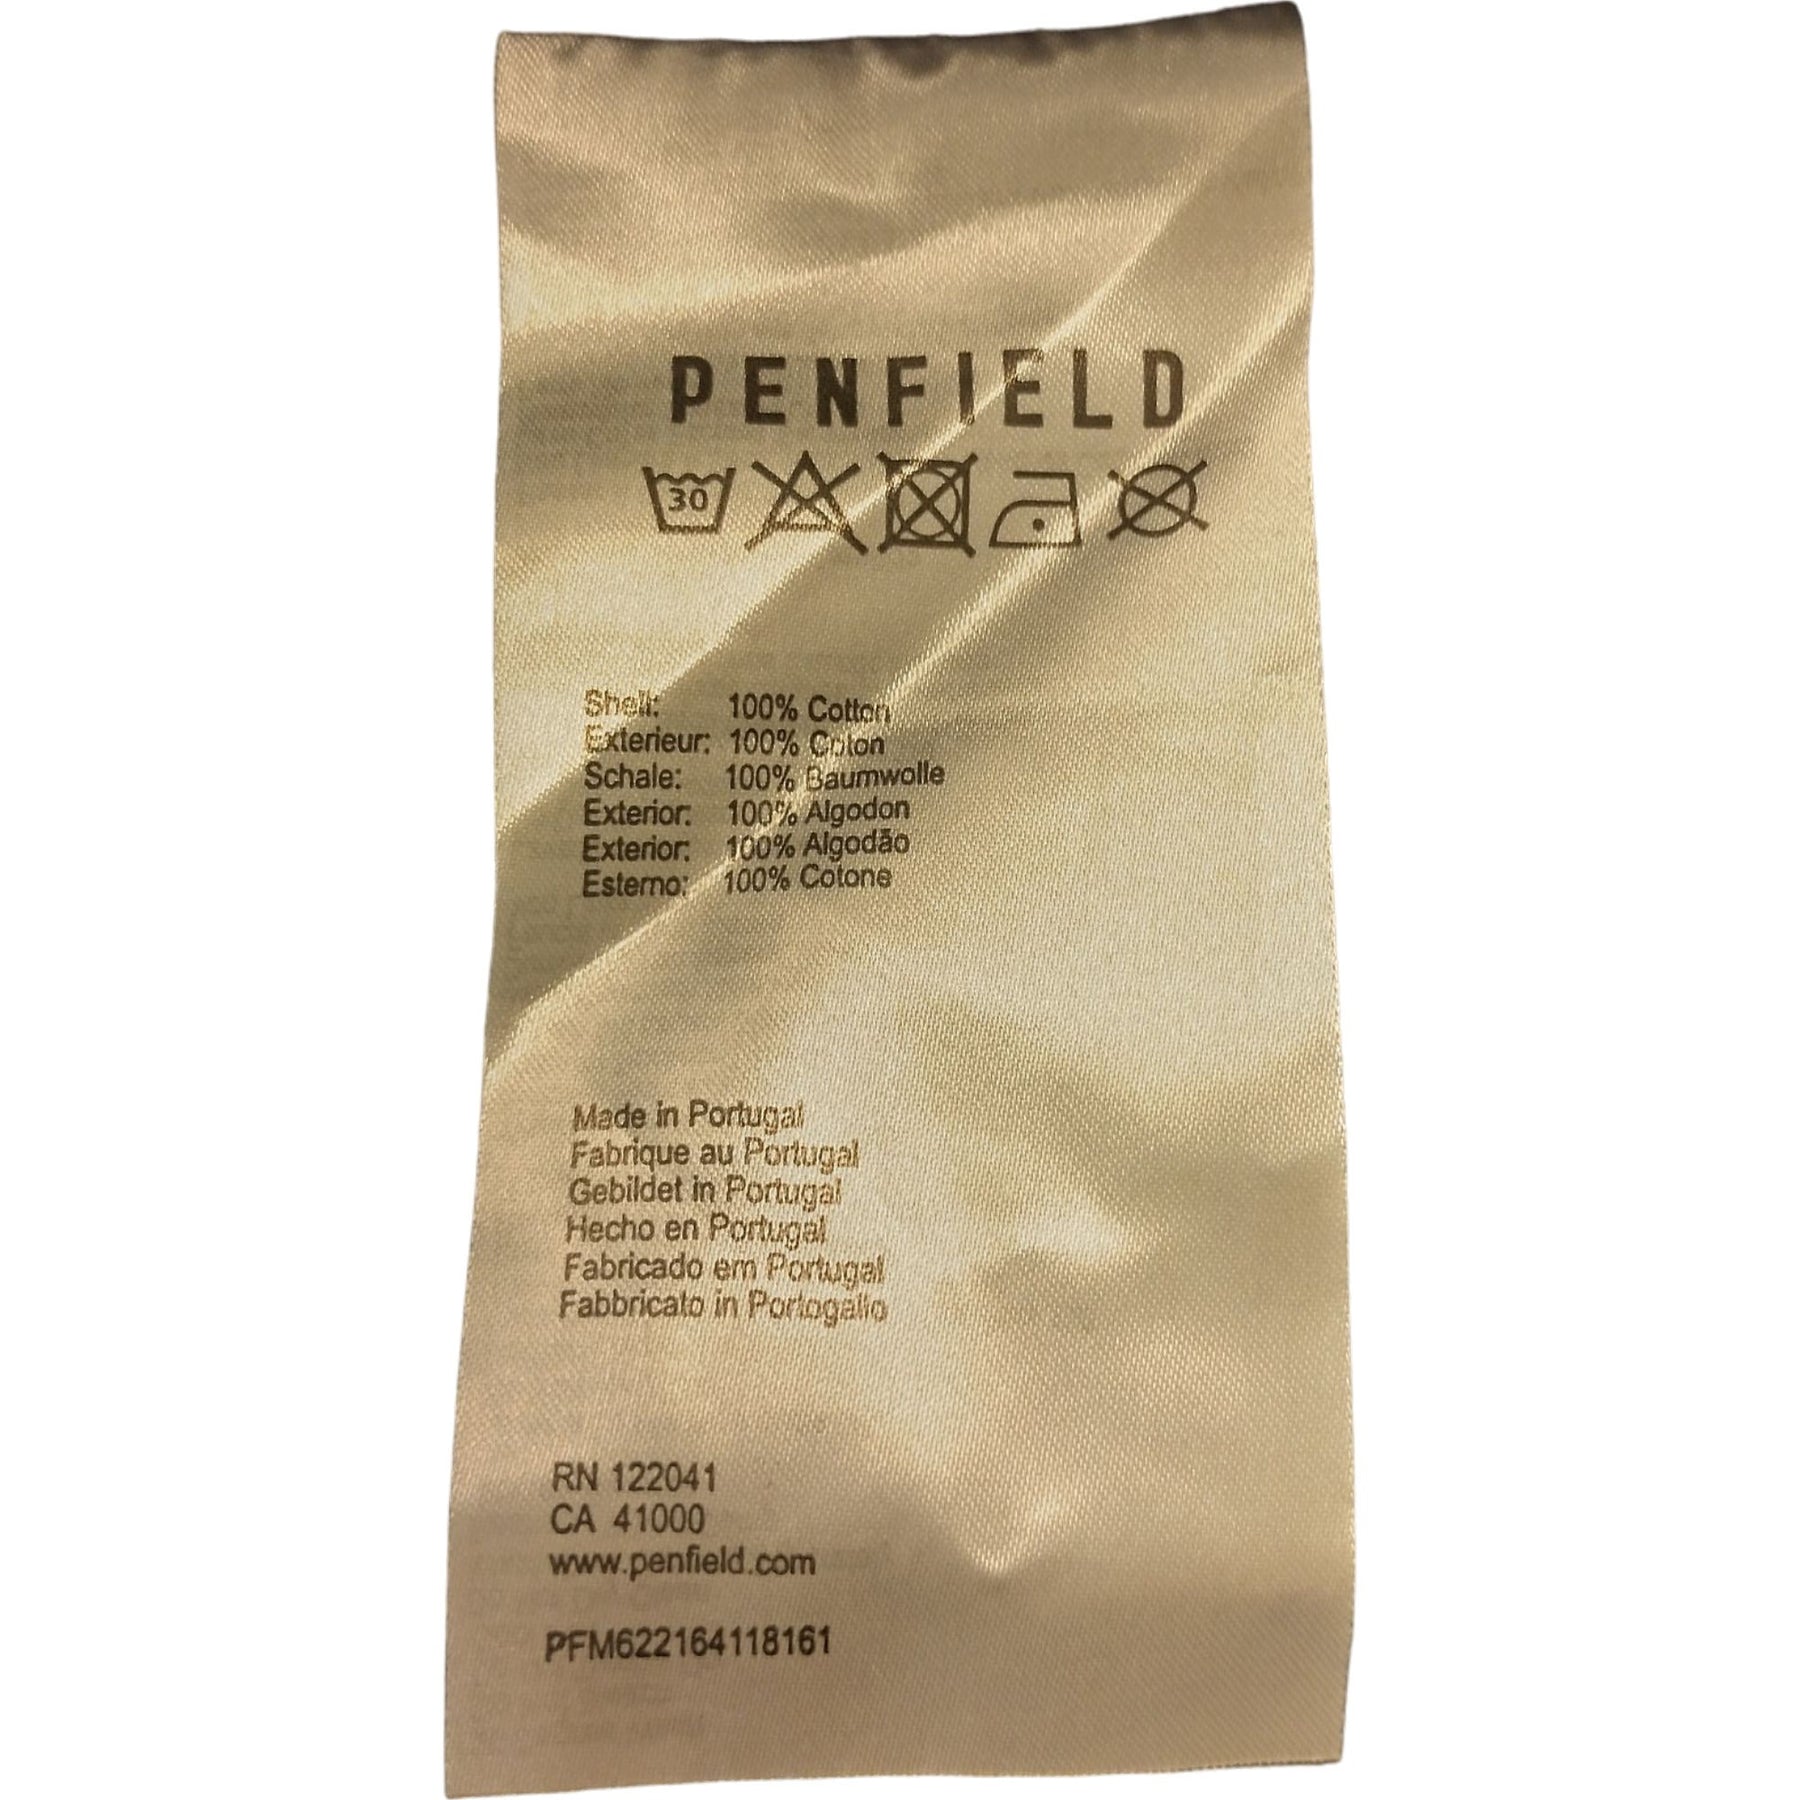 PENFIELD
30
Shell: 100% Cotton
Exterieur: 100% Coton
Schale: 100% Baumwolle
Exterior: 100% Algodon
Exterior: 100% Algodão
Esterno: 100% Cotone
Made in Portugal
Fabrique au Portugal
Gebildet in Portugal
Hecho en Portugal
Fabricado em Portugal
Fabbricato in Portogallo
RN 122041
CA 41000
www.penfield.com
PFM622164118161